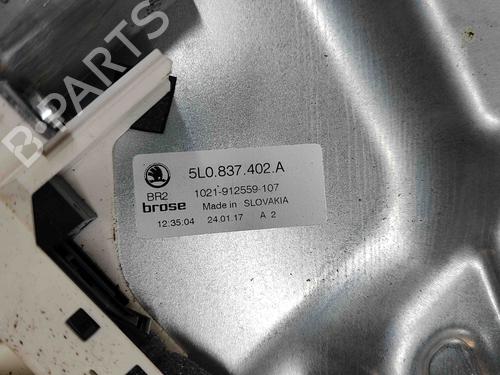 B-PARTS
5L0.837.402.A
BR2
1021-912559-107
brose
Made in SLOVAKIA
12:35:04 24.01.17 A 2